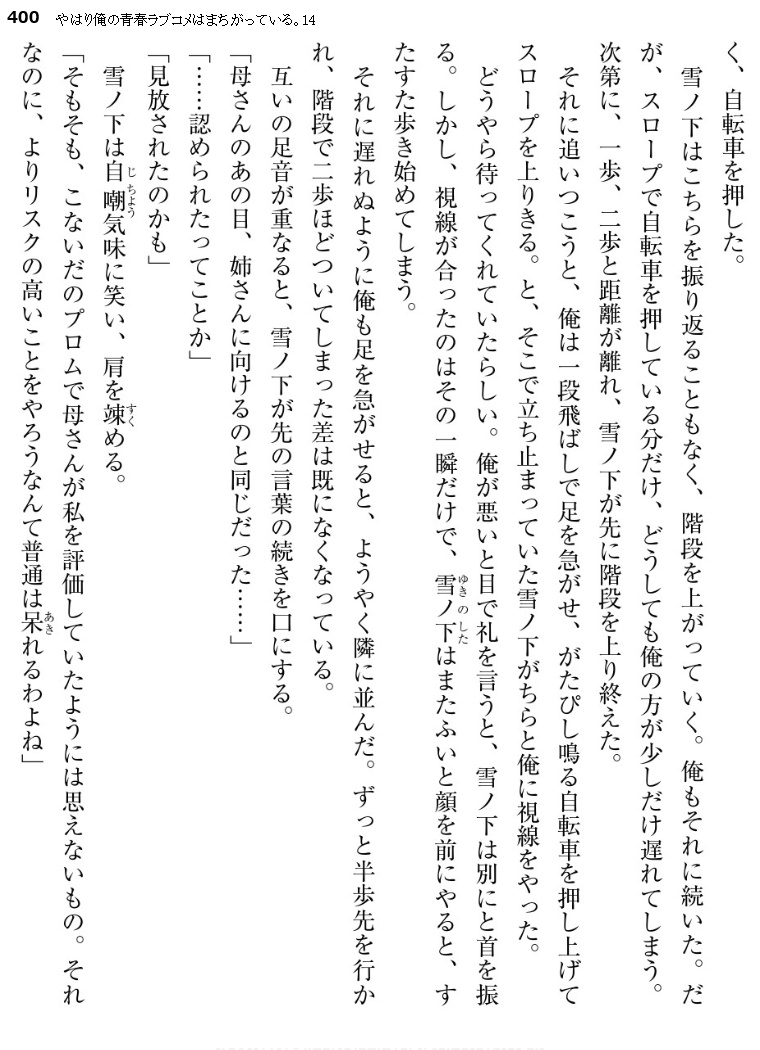 400 やはり俺の青春ラブコメはまちがっている。14
く、自転車を押した。
雪ノ下はこちらを振り返ることもなく、階段を上がっていく。俺もそれに続いた。だ
が、スロープで自転車を押している分だけ、どうしても俺の方が少しだけ遅れてしまう。
次第に、一歩、二歩と距離が離れ、雪ノ下が先に階段を上り終えた。
それに追いつこうと、俺は一段飛ばしで足を急がせ、がたぴし鳴る自転車を押し上げて
スロープを上りきる。と、そこで立ち止まっていた雪ノ下がちらと俺に視線をやった。
どうやら待ってくれていたらしい。俺が悪いと目で礼を言うと、雪ノ下は別にと首を振
る。しかし、視線が合ったのはその一瞬だけで、雪ノ下はまたふいと顔を前にやると、す
たすた歩き始めてしまう。
それに遅れぬように俺も足を急がせると、ようやく隣に並んだ。ずっと半歩先を行か
れ、階段で二歩ほどついてしまった差は既になくなっている。
互いの足音が重なると、雪ノ下が先の言葉の続きを口にする。
「母さんのあの目、姉さんに向けるのと同じだった……」
「……認められたってことか」
「見放されたのかも」
雪ノ下は自嘲気味に笑い、肩を竦める。
「そもそも、こないだのプロムで母さんが私を評価していたようには思えないもの。それ
なのに、よりリスクの高いことをやろうなんて普通は呆れるわよね」